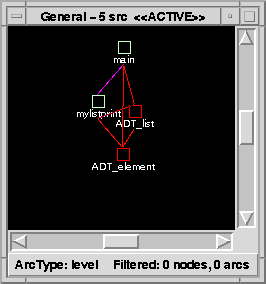 General - 5 src <<ACTIVE>>
main
mylistprint
ADT_list
ADT_element
ArcType: level Filtered: 0 nodes, 0 arcs